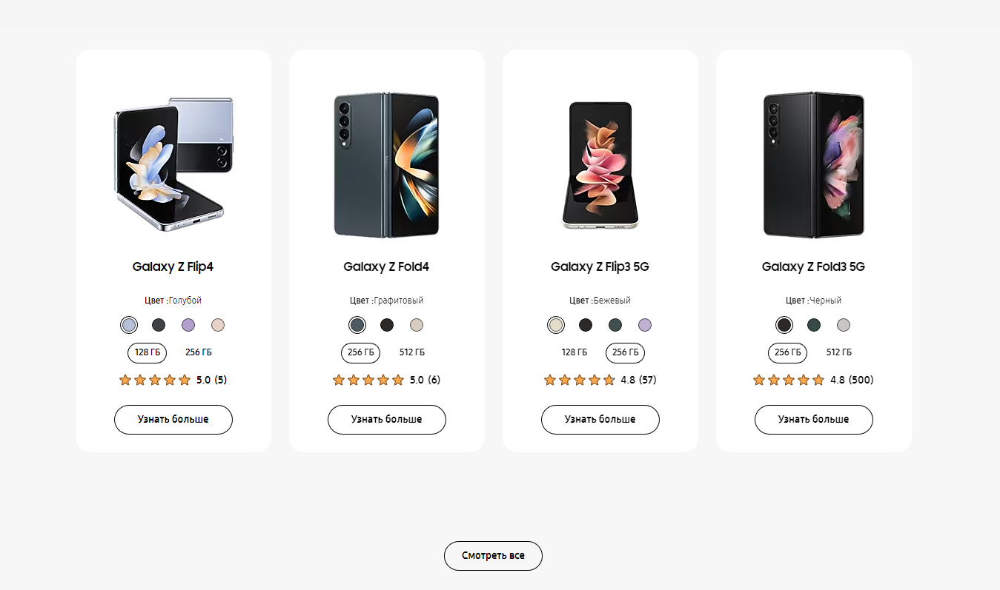 Galaxy Z Flip4
Цвет :Голубой
128 ГБ 256 ГБ
5.0 (5)
Узнать больше
Galaxy Z Fold4
Цвет :Графитовый
256 ГБ 512 ГБ
5.0 (6)
Узнать больше
Galaxy Z Flip3 5G
Цвет :Бежевый
128 ГБ 256 ГБ
4.8 (57)
Узнать больше
Galaxy Z Fold3 5G
Цвет :Черный
256 ГБ 512 ГБ
4.8 (500)
Узнать больше
Смотреть все